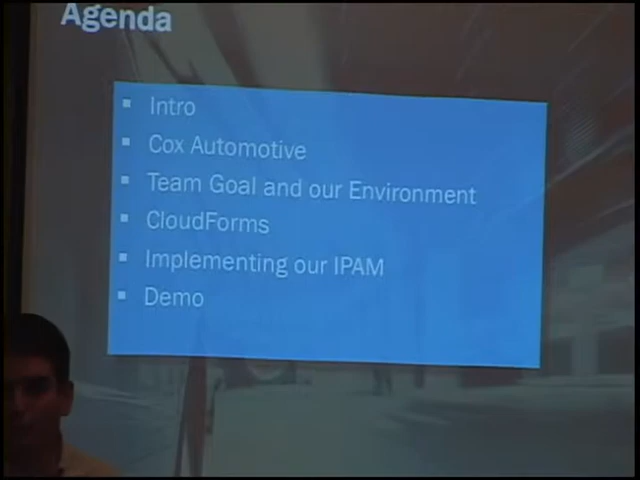 Agenda
Intro
Cox Automotive
Team Goal and our Environment
CloudForms
Implementing our IPAM
Demo